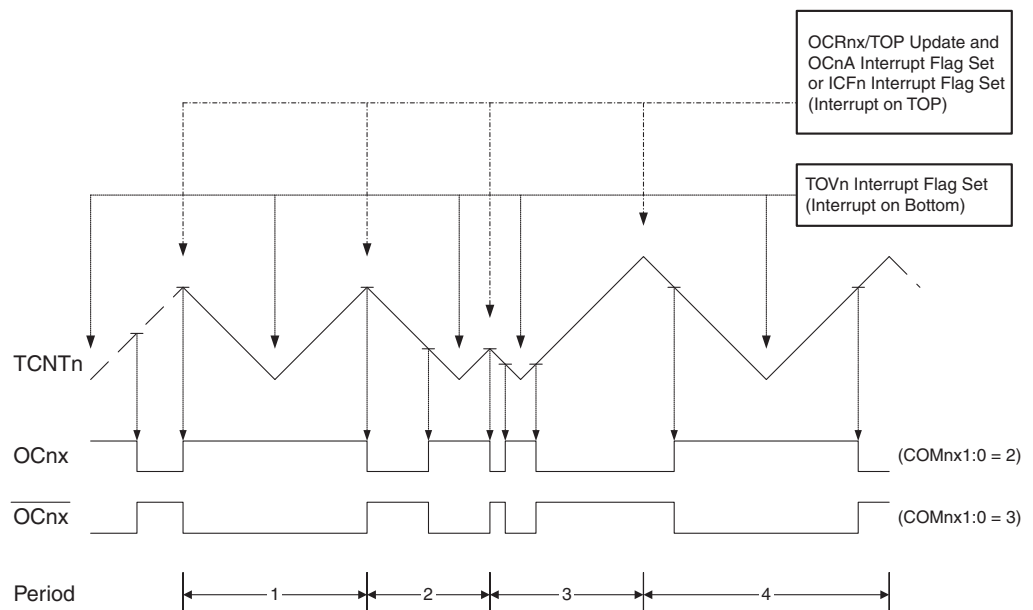 OCRnx/TOP Update and
OCnA Interrupt Flag Set
or ICFn Interrupt Flag Set
(Interrupt on TOP)
TOVn Interrupt Flag Set
(Interrupt on Bottom)
TCNTn
OCnx
(COMnx1:0 = 2)
OCnx
(COMnx1:0 = 3)
Period
1
2
3
4